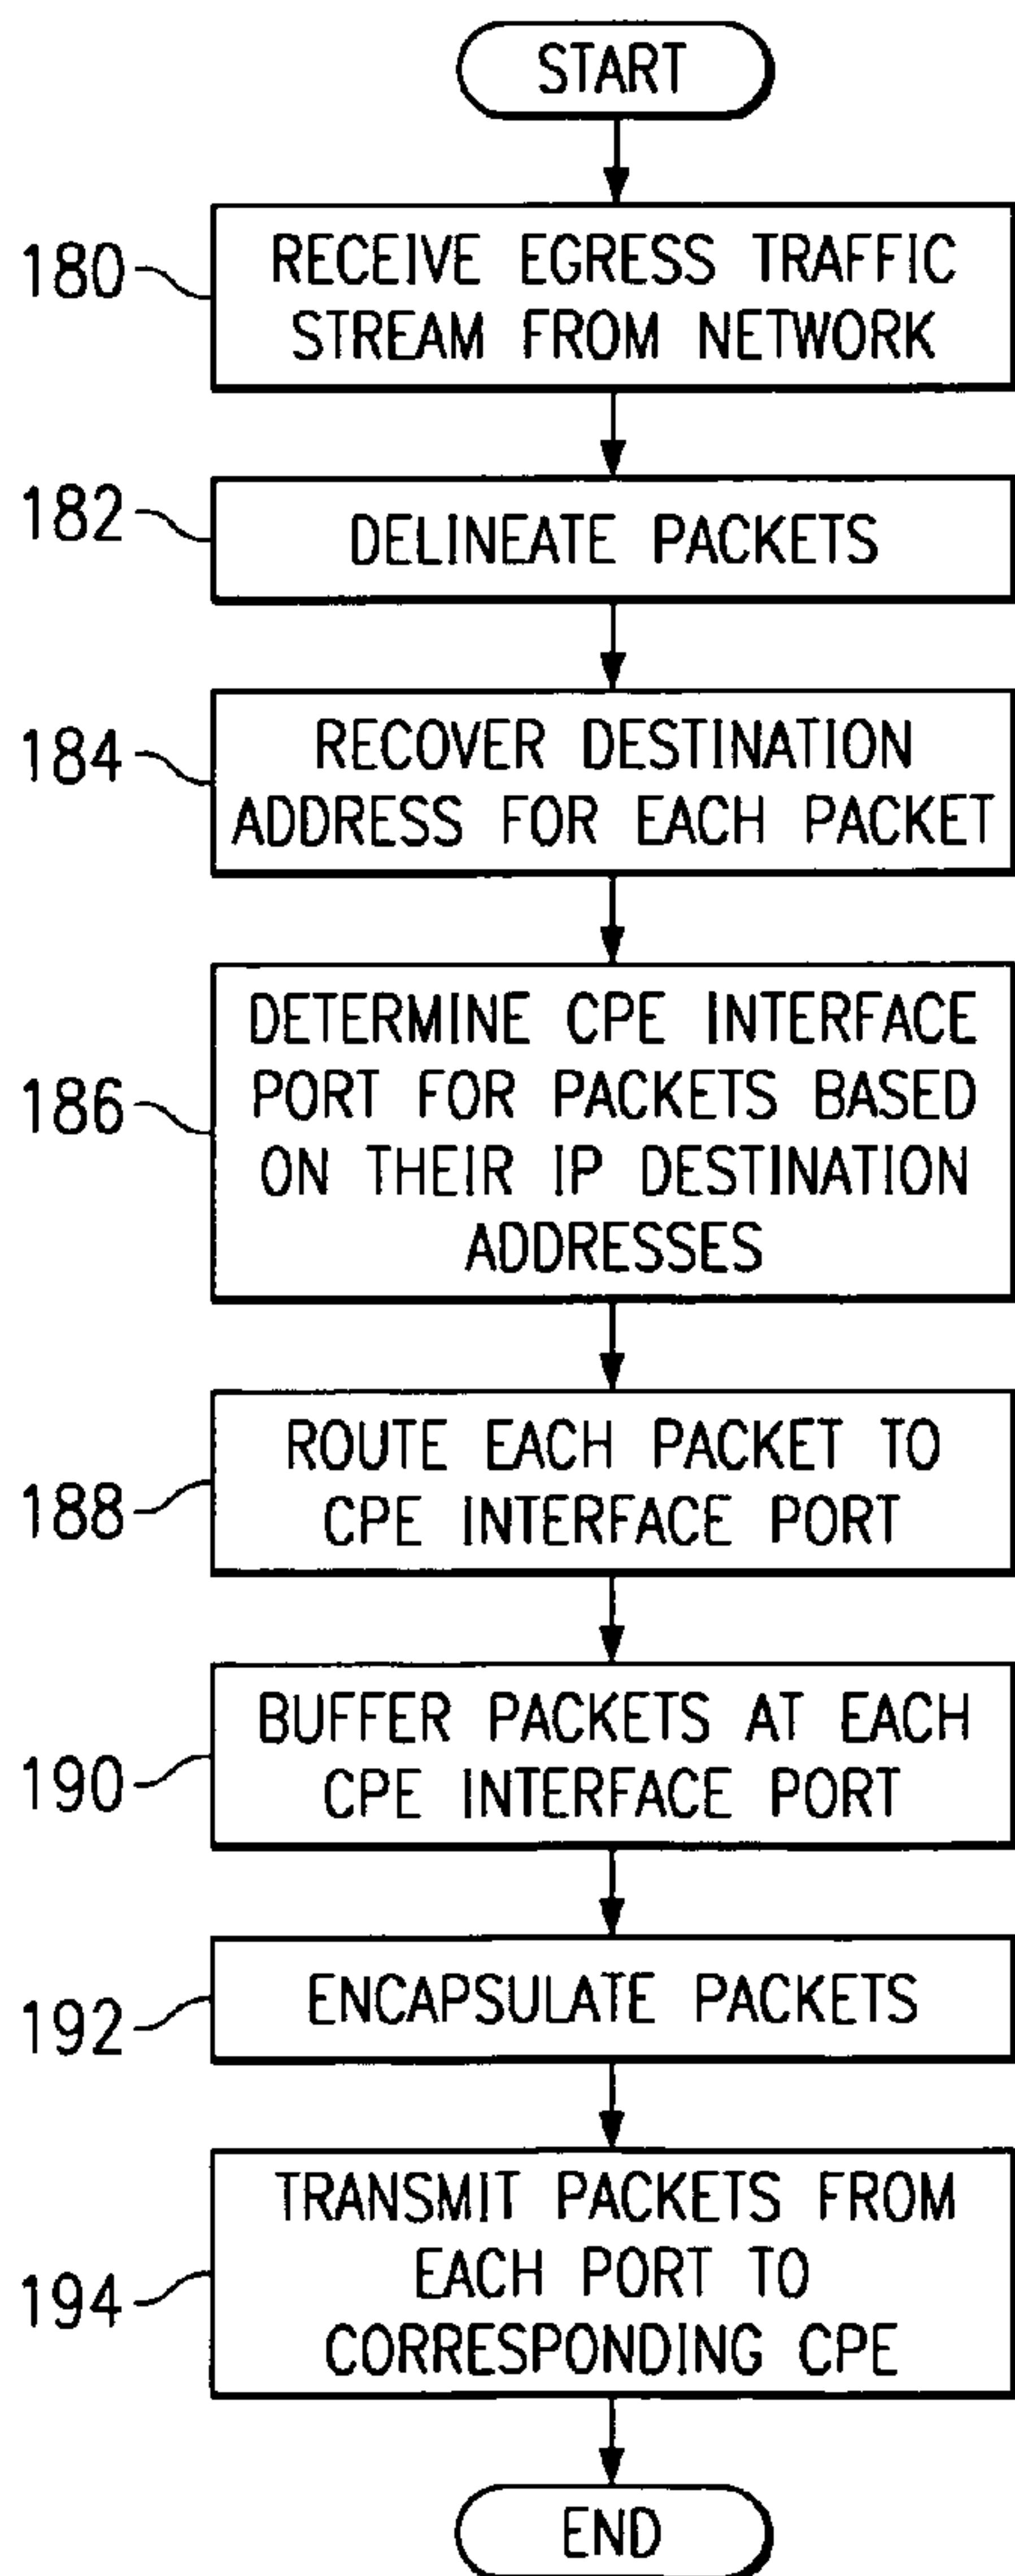 START
180
RECEIVE EGRESS TRAFFIC
STREAM FROM NETWORK
182
DELINEATE PACKETS
184
RECOVER DESTINATION
ADDRESS FOR EACH PACKET
186
DETERMINE CPE INTERFACE
PORT FOR PACKETS BASED
ON THEIR IP DESTINATION
ADDRESSES
188
ROUTE EACH PACKET TO
CPE INTERFACE PORT
190
BUFFER PACKETS AT EACH
CPE INTERFACE PORT
192
ENCAPSULATE PACKETS
194
TRANSMIT PACKETS FROM
EACH PORT TO
CORRESPONDING CPE
END